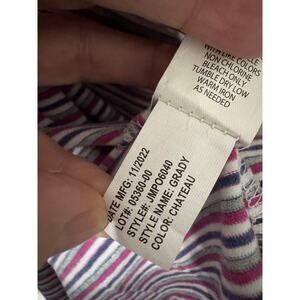 WITH LIKE COLORS
NON CHLORINE
BLEACH ONLY
TUMBLE DRY LOW
WARM IRON
AS NEEDED
DATE MFG: 11/2022
LOT#: 05360-00
STYLE#: JMPO6040
STYLE NAME: GRADY
COLOR: CHATEAU